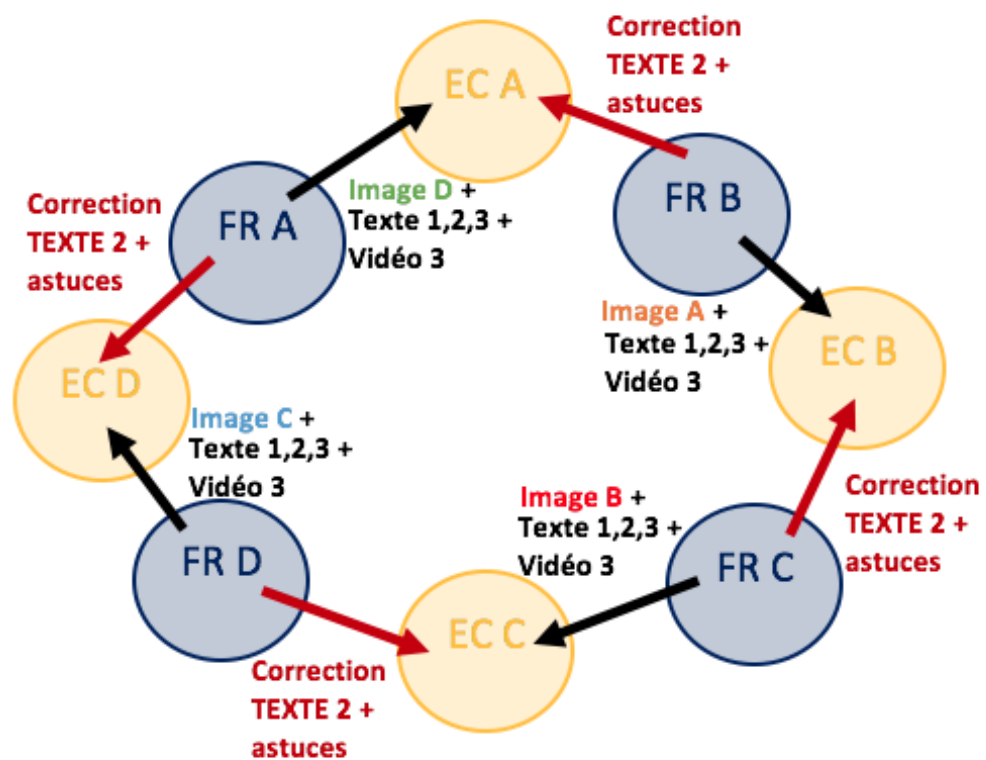 Correction
TEXTE 2 +
astuces
EC A
FR B
Correction
TEXTE 2 +
astuces
FR A
Image D +
Texte 1,2,3 +
Vidéo 3
Image A +
Texte 1,2,3 +
Vidéo 3
EC B
EC D
Image C +
Texte 1,2,3 +
Vidéo 3
Image B +
Texte 1,2,3 +
Vidéo 3
Correction
TEXTE 2 +
astuces
FR D
FR C
EC C
Correction
TEXTE 2 +
astuces